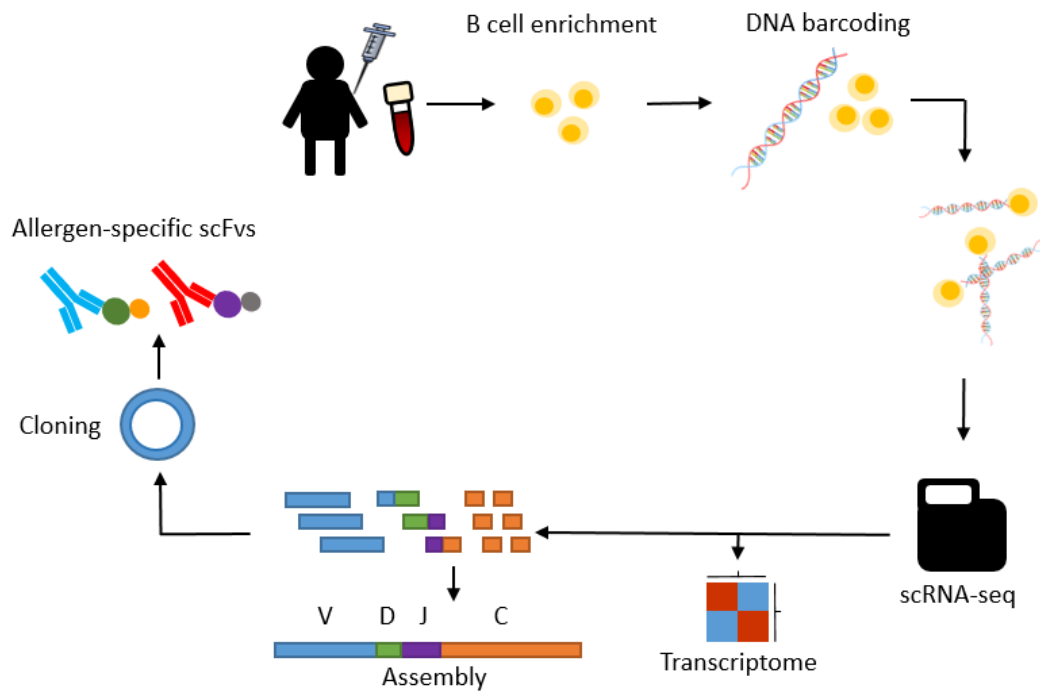 B cell enrichment
DNA barcoding
Allergen-specific scFvs
Cloning
scRNA-seq
Transcriptome
V D J C
Assembly